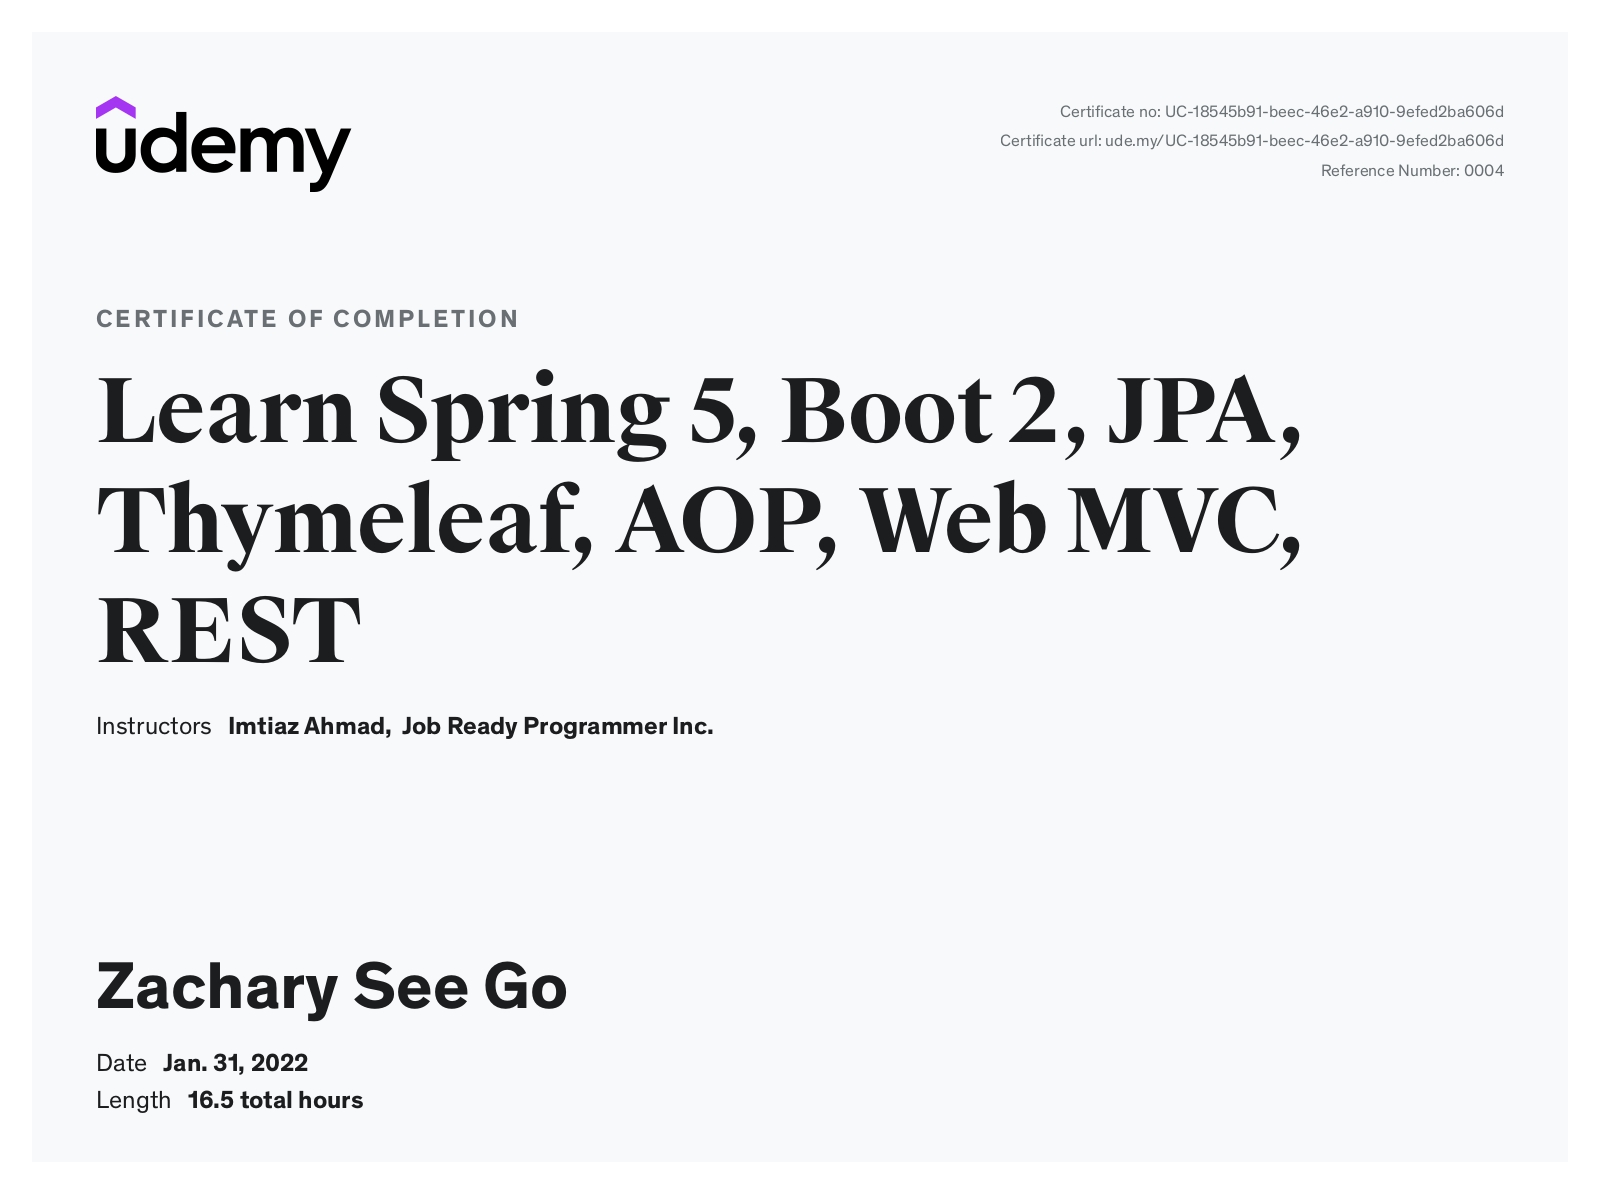 udemy
Certificate no: UC-18545b91-beec-46e2-a910-9efed2ba606d
Certificate url: ude.my/UC-18545b91-beec-46e2-a910-9efed2ba606d
Reference Number: 0004
CERTIFICATE OF COMPLETION
Learn Spring 5, Boot 2, JPA,
Thymeleaf, AOP, Web MVC,
REST
Instructors Imtiaz Ahmad, Job Ready Programmer Inc.
Zachary See Go
Date Jan. 31, 2022
Length 16.5 total hours